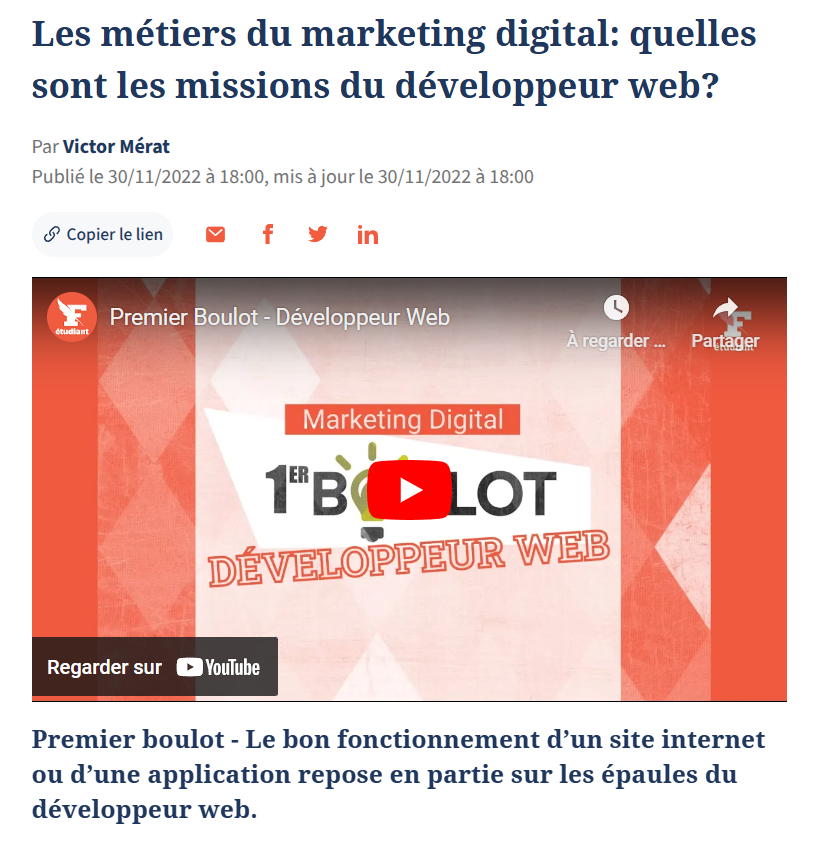 Les métiers du marketing digital: quelles
sont les missions du développeur web?
Par Victor Mérat
Publié le 30/11/2022 à 18:00, mis à jour le 30/11/2022 à 18:00
Copier le lien
F
étudiant
Premier Boulot - Développeur Web
À regarder ...
Partager
F
étudiant
Marketing Digital
1ER B LOT
DÉVELOPPEUR WEB
Regarder sur YouTube
Premier boulot - Le bon fonctionnement d’un site internet
ou d’une application repose en partie sur les épaules du
développeur web.